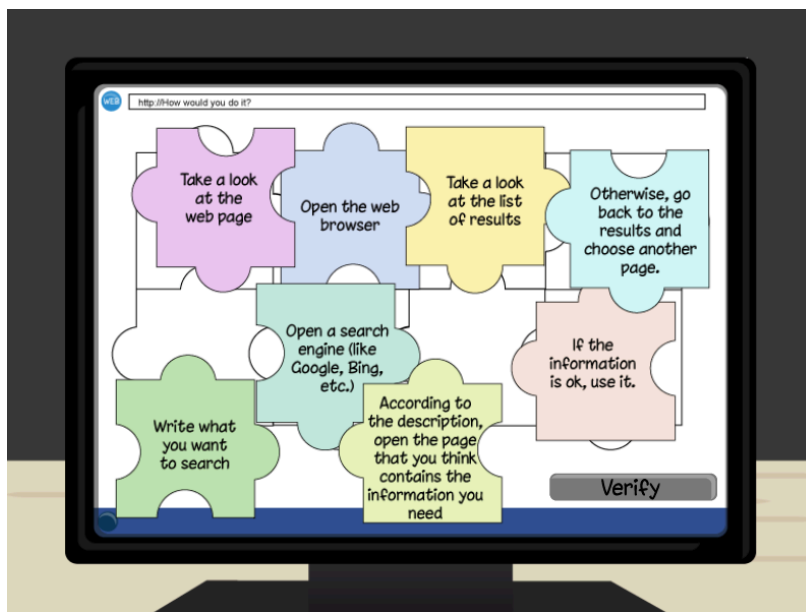 WEB
http://How would you do it?
Take a look
at the
web page
Open the web
browser
Take a look
at the list
of results
Otherwise, go
back to the
results and
choose another
page.
Open a search
engine (like
Google, Bing,
etc.)
If the
information
is ok, use it.
Write what
you want
to search
According to
the description,
open the page
that you think
contains the
information you
need
Verify